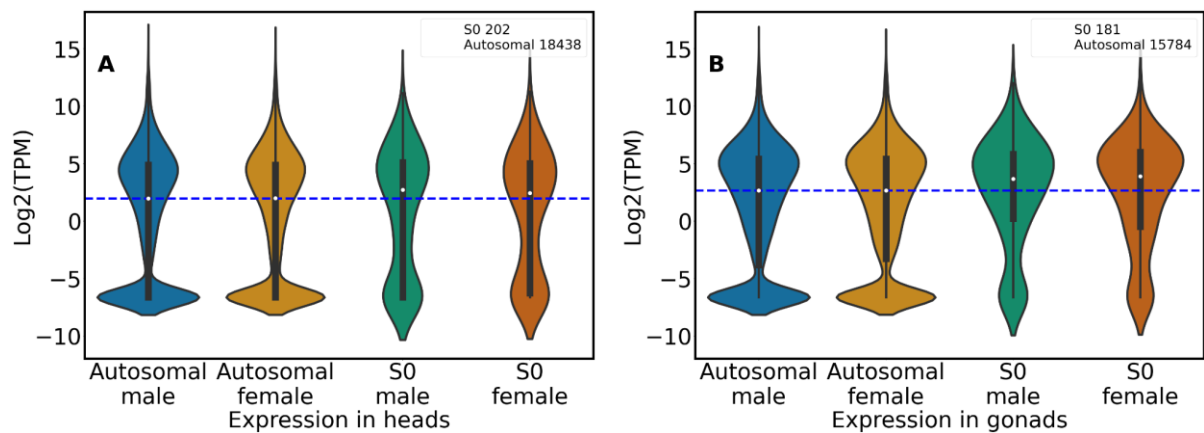 A
S0 202
Autosomal 18438
Log2(TPM)
15
10
5
0
−5
−10
Autosomal male
Autosomal female
S0 male
S0 female
Expression in heads
B
S0 181
Autosomal 15784
Log2(TPM)
15
10
5
0
−5
−10
Autosomal male
Autosomal female
S0 male
S0 female
Expression in gonads